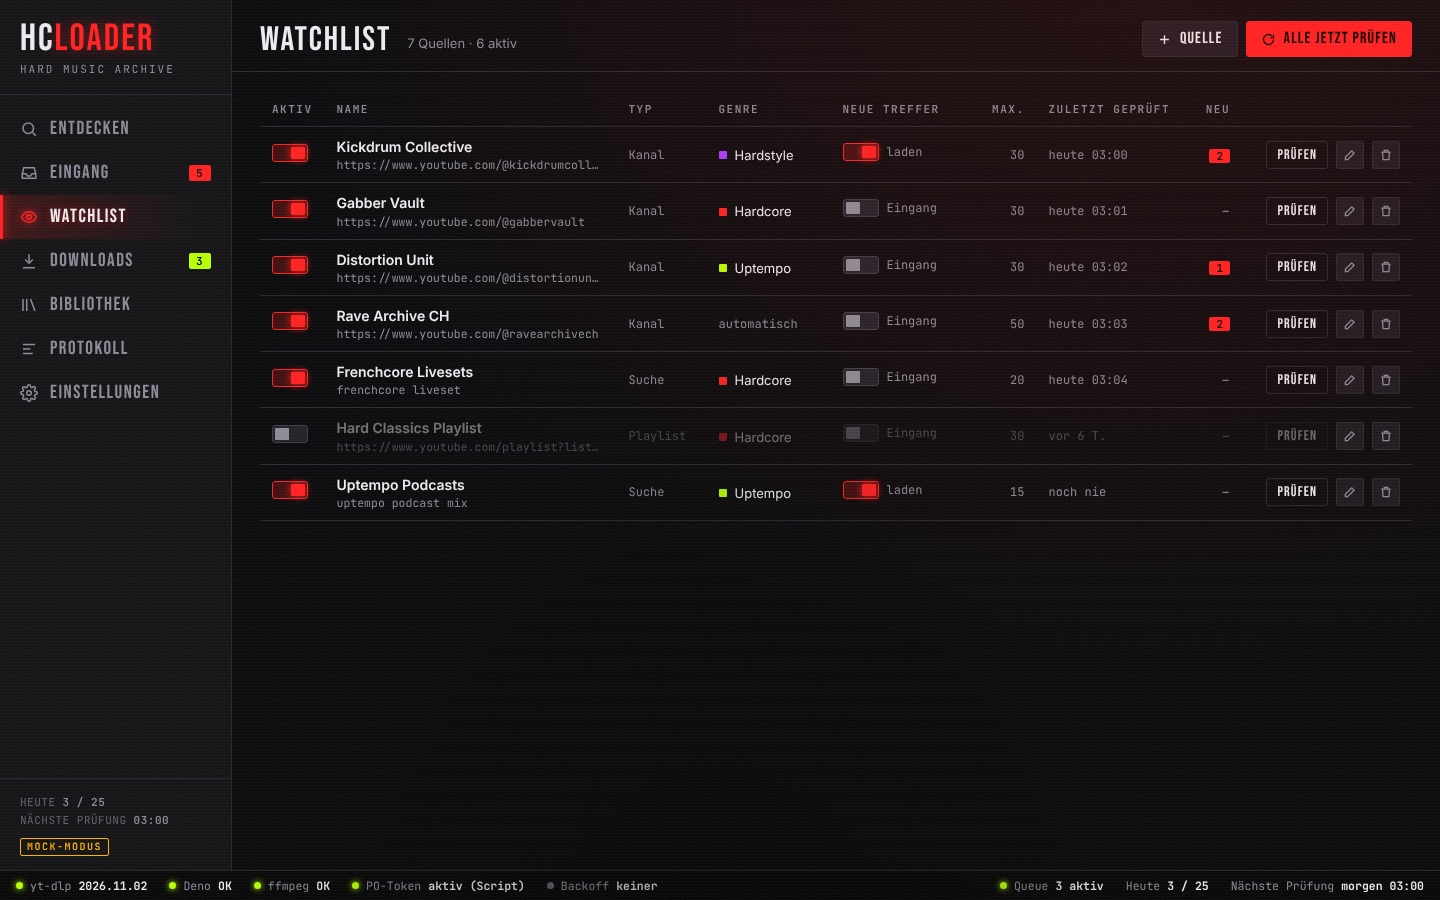 HCLOADER
HARD MUSIC ARCHIVE
ENTDECKEN
EINGANG 5
WATCHLIST
DOWNLOADS 3
BIBLIOTHEK
PROTOKOLL
EINSTELLUNGEN
HEUTE 3 / 25
NÄCHSTE PRÜFUNG 03:00
MOCK-MODUS
WATCHLIST 7 Quellen · 6 aktiv
+ QUELLE ALLE JETZT PRÜFEN
AKTIV NAME TYP GENRE NEUE TREFFER MAX. ZULETZT GEPRÜFT NEU
Kickdrum Collective
https://www.youtube.com/@kickdrumcoll… Kanal Hardstyle laden 30 heute 03:00 2 PRÜFEN
Gabber Vault
https://www.youtube.com/@gabbervault Kanal Hardcore Eingang 30 heute 03:01 – PRÜFEN
Distortion Unit
https://www.youtube.com/@distortionun… Kanal Uptempo Eingang 30 heute 03:02 1 PRÜFEN
Rave Archive CH
https://www.youtube.com/@ravearchivech Kanal automatisch Eingang 50 heute 03:03 2 PRÜFEN
Frenchcore Livesets
frenchcore liveset Suche Hardcore Eingang 20 heute 03:04 – PRÜFEN
Hard Classics Playlist
https://www.youtube.com/playlist?list… Playlist Hardcore Eingang 30 vor 6 T. – PRÜFEN
Uptempo Podcasts
uptempo podcast mix Suche Uptempo laden 15 noch nie – PRÜFEN
yt-dlp 2026.11.02 Deno OK ffmpeg OK PO-Token aktiv (Script) Backoff keiner Queue 3 aktiv Heute 3 / 25 Nächste Prüfung morgen 03:00